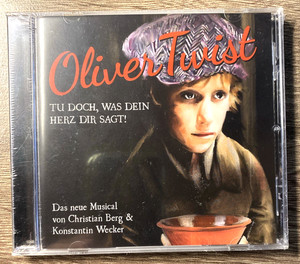 Oliver Twist
TU DOCH, WAS DEIN
HERZ DIR SAGT!
Das neue Musical
von Christian Berg &
Konstantin Wecker